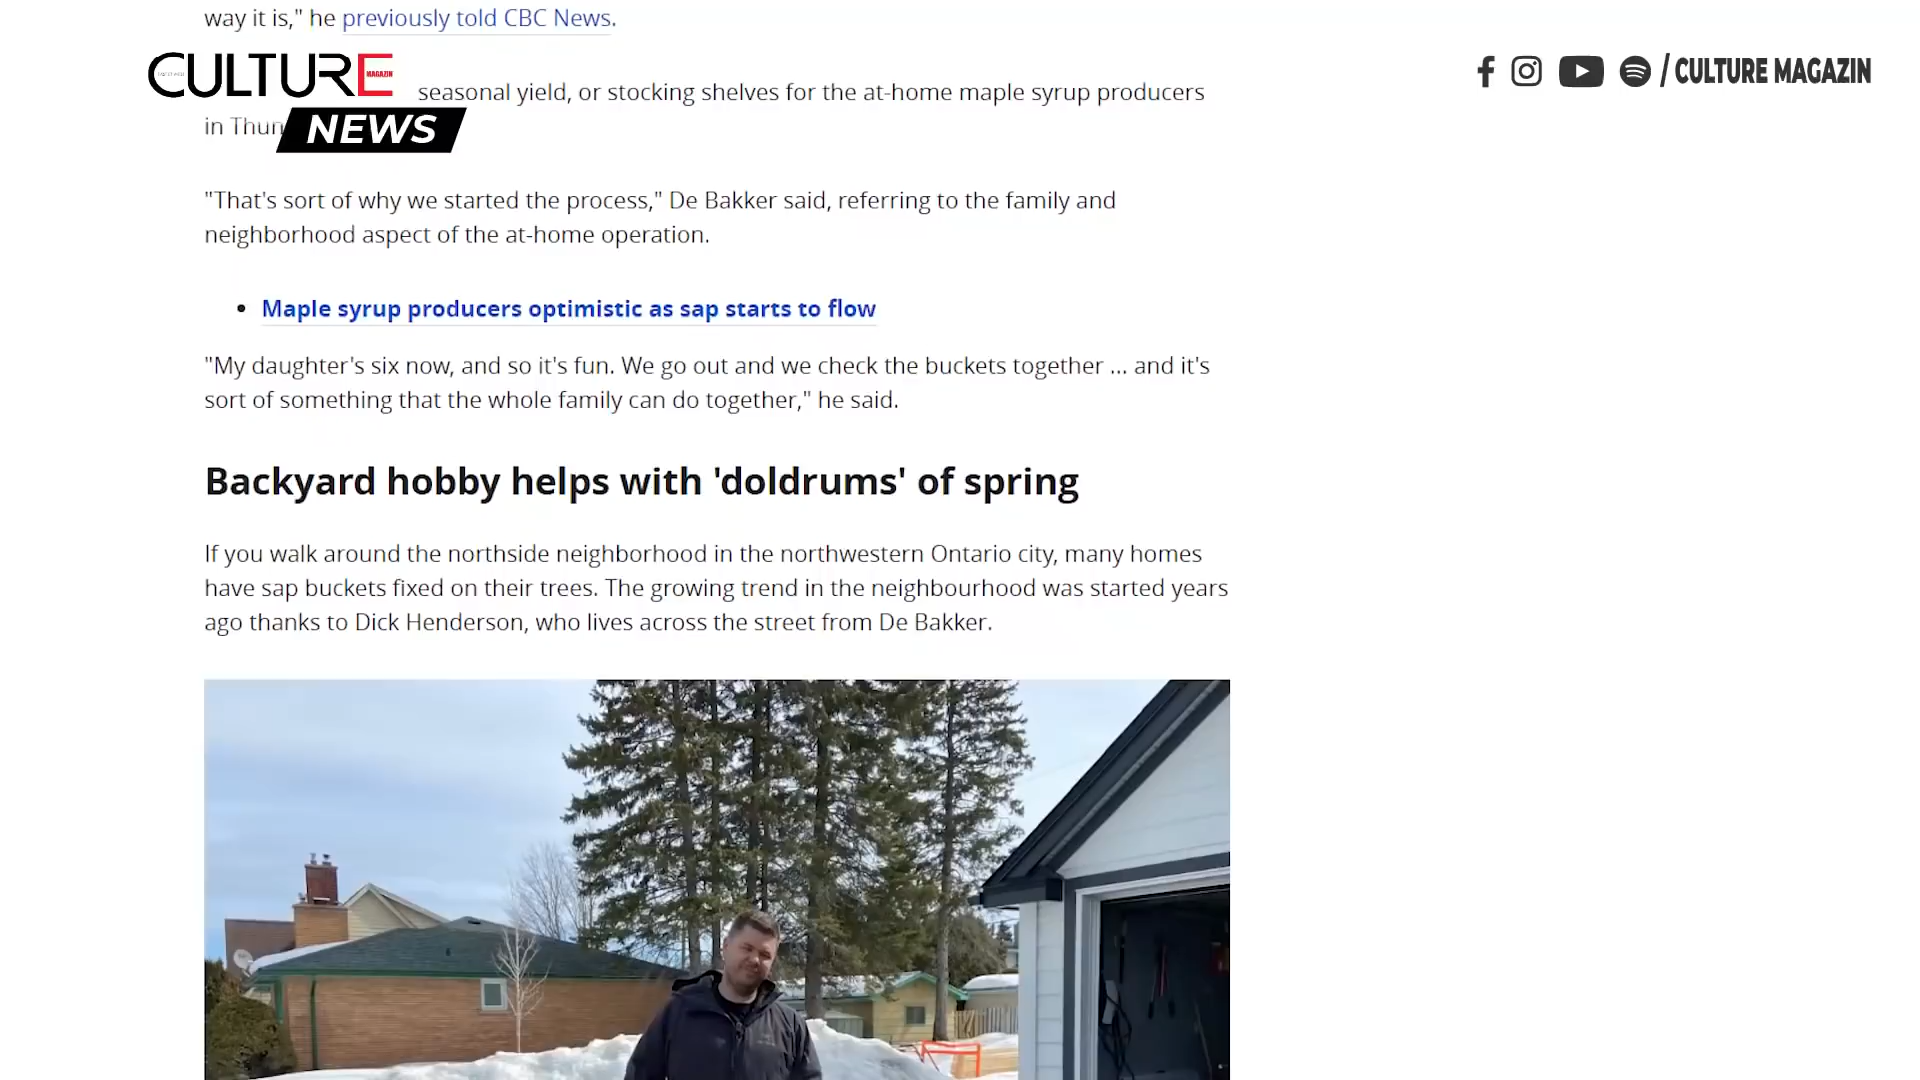 way it is," he previously told CBC News.
CULTURE
MAGAZIN
NEWS
/ CULTURE MAGAZIN
seasonal yield, or stocking shelves for the at-home maple syrup producers
in Thun
"That's sort of why we started the process," De Bakker said, referring to the family and
neighborhood aspect of the at-home operation.
• Maple syrup producers optimistic as sap starts to flow
"My daughter's six now, and so it's fun. We go out and we check the buckets together ... and it's
sort of something that the whole family can do together," he said.
Backyard hobby helps with 'doldrums' of spring
If you walk around the northside neighborhood in the northwestern Ontario city, many homes
have sap buckets fixed on their trees. The growing trend in the neighbourhood was started years
ago thanks to Dick Henderson, who lives across the street from De Bakker.